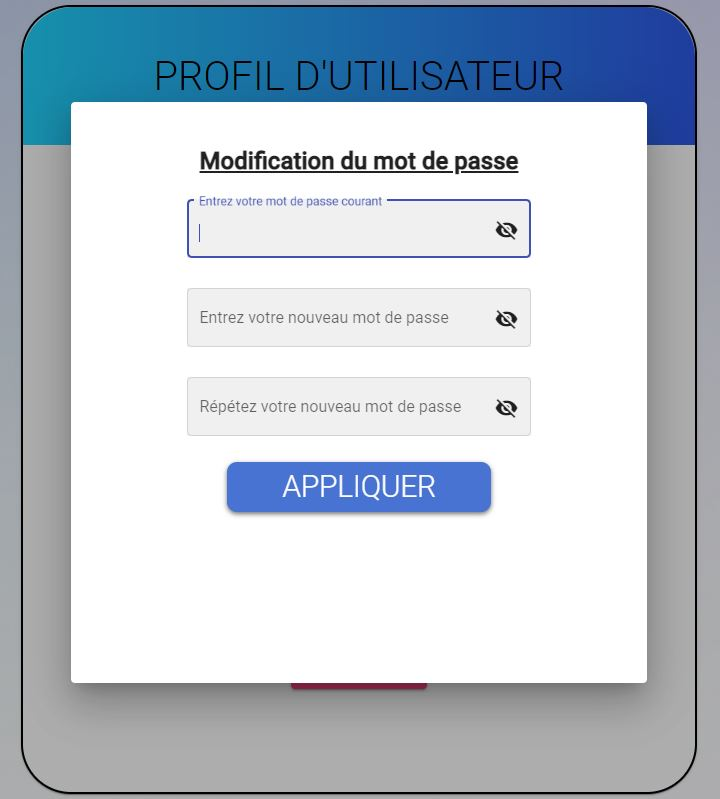 PROFIL D'UTILISATEUR
Modification du mot de passe
Entrez votre mot de passe courant
Entrez votre nouveau mot de passe
Répétez votre nouveau mot de passe
APPLIQUER